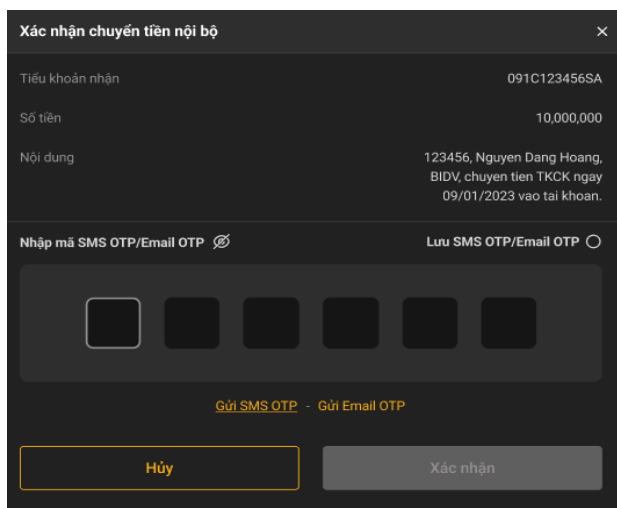 Xác nhận chuyển tiền nội bộ
Tiểu khoản nhận 091C123456SA
Số tiền 10,000,000
Nội dung 123456, Nguyen Dang Hoang,
BIDV, chuyen tien TKCK ngay
09/01/2023 vao tai khoan.
Nhập mã SMS OTP/Email OTP Lưu SMS OTP/Email OTP
Gửi SMS OTP - Gửi Email OTP
Hủy Xác nhận